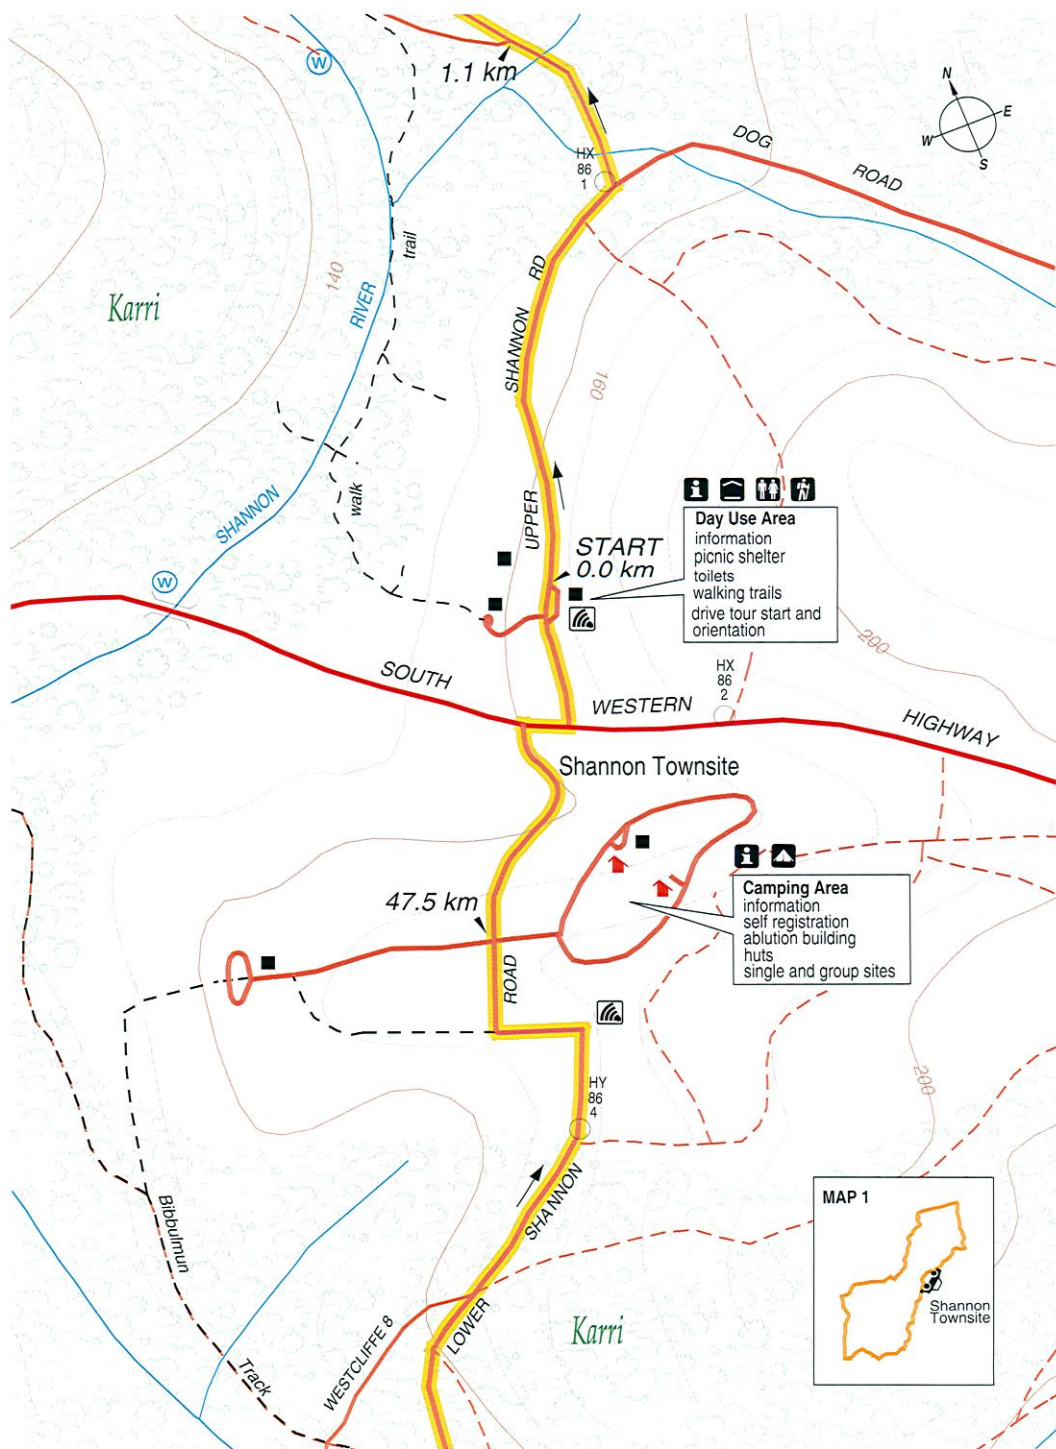 W
1.1 km
N
E
W
S
DOG
ROAD
HX
86
1
trail
140
Karri
RIVER
SHANNON
RD
160
walk
UPPER
SHANNON
START
0.0 km
Day Use Area
information
picnic shelter
toilets
walking trails
drive tour start and
orientation
W
200
SOUTH
WESTERN
HIGHWAY
HX
86
2
Shannon Townsite
47.5 km
Camping Area
information
self registration
ablution building
huts
single and group sites
ROAD
HY
86
4
200
SHANNON
LOWER
Bibbulmun
Track
WESTCLIFFE 8
Karri
MAP 1
Shannon
Townsite